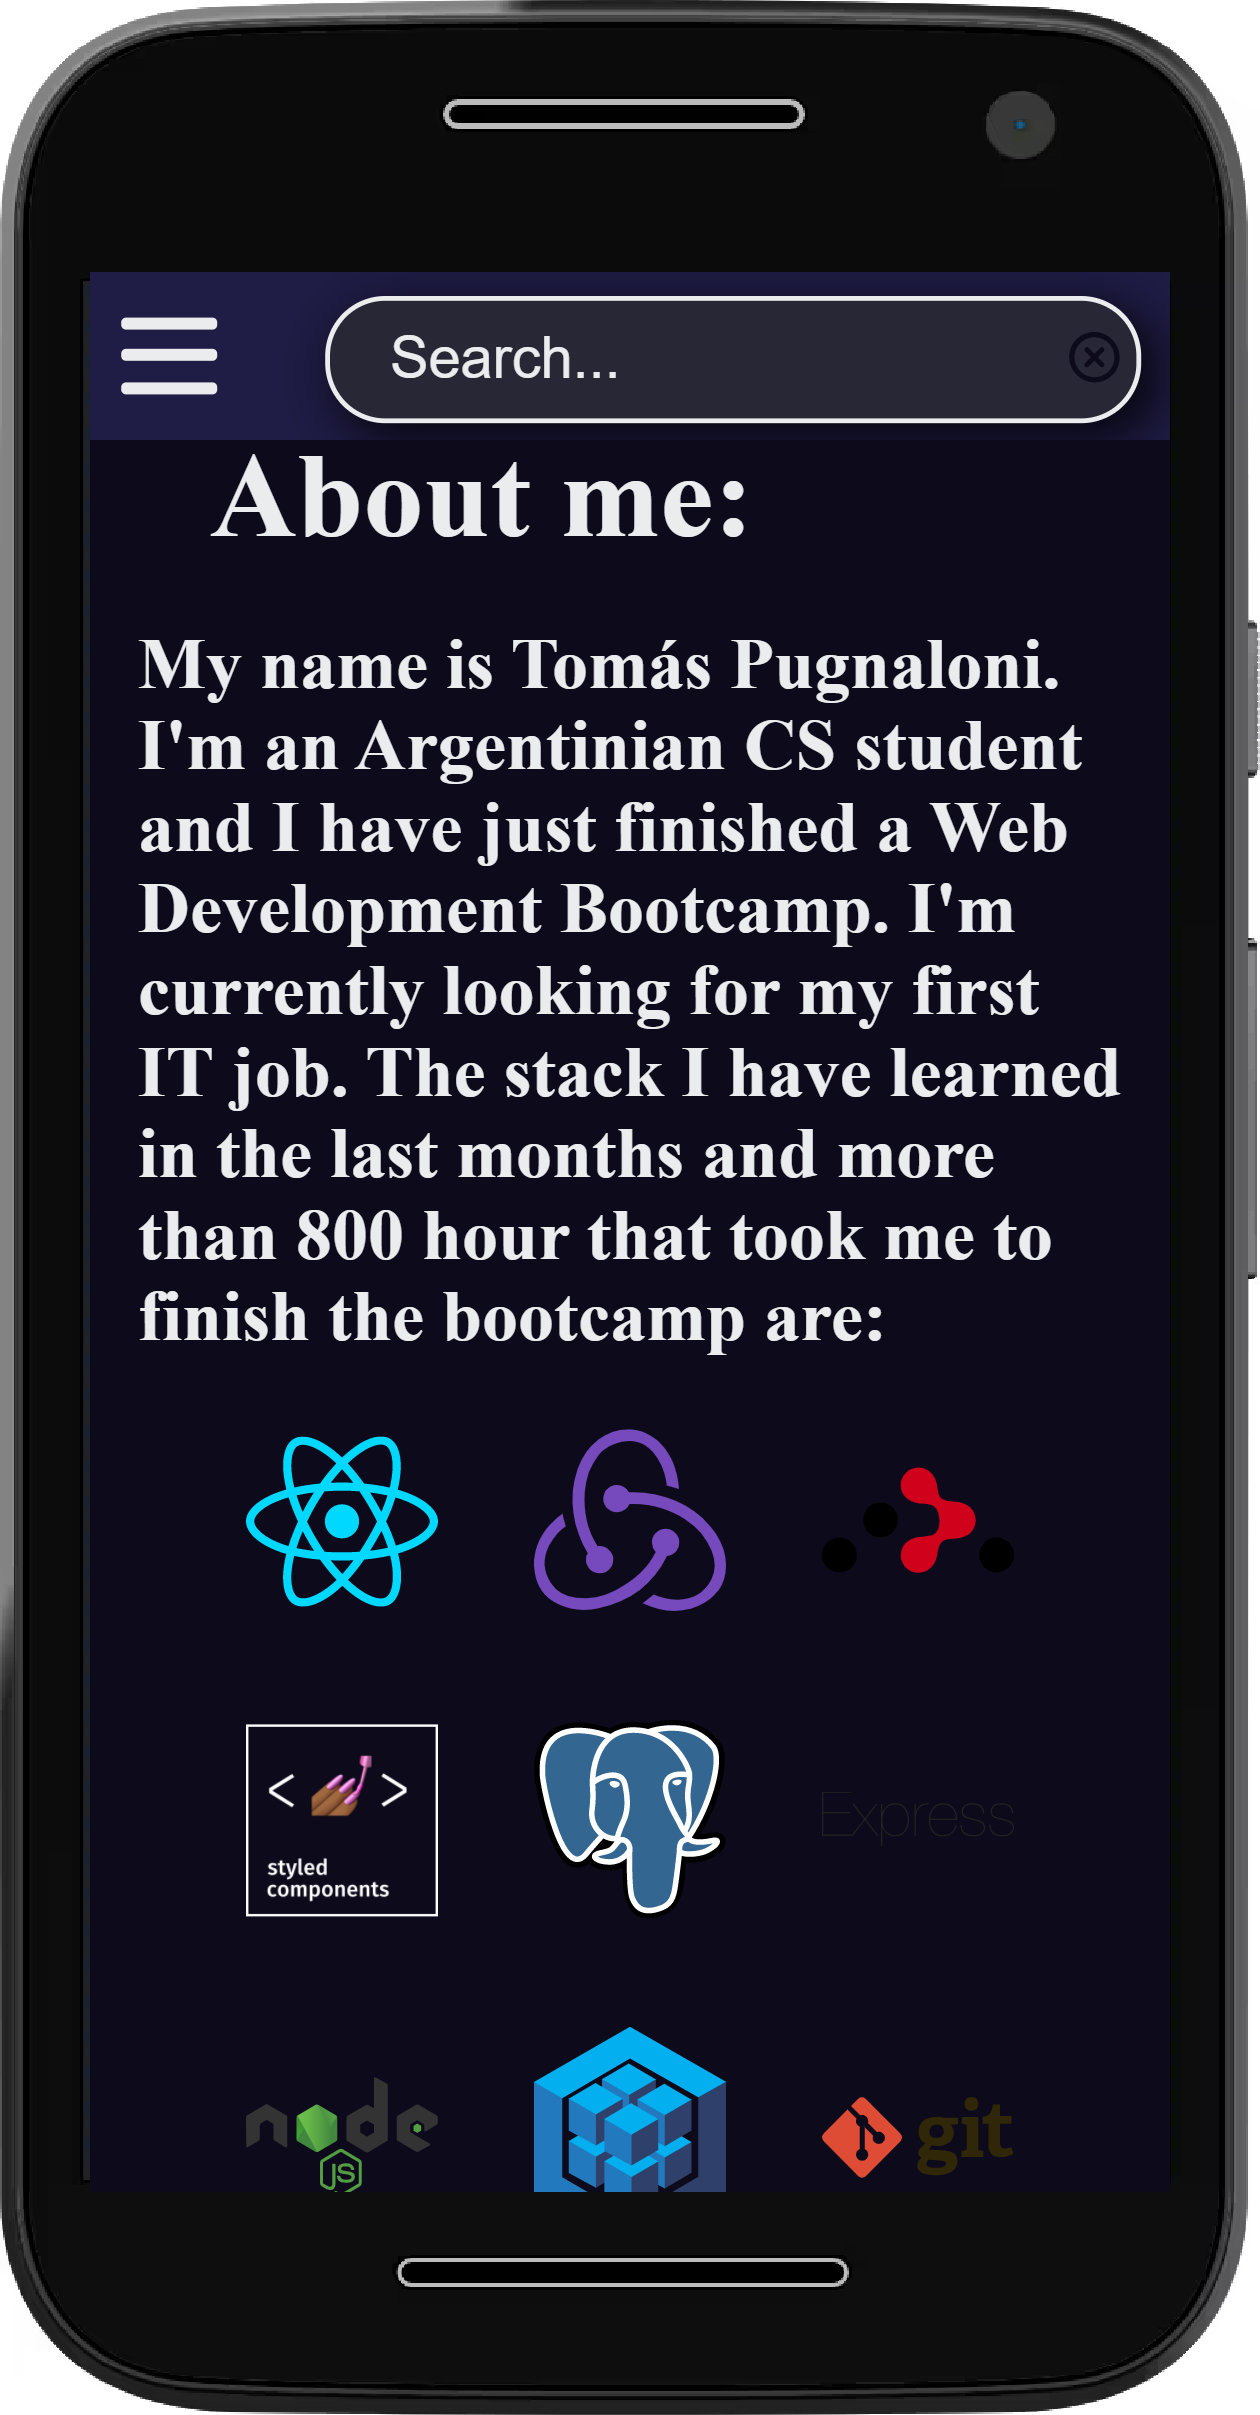 Search...
About me:
My name is Tomás Pugnaloni.
I'm an Argentinian CS student
and I have just finished a Web
Development Bootcamp. I'm
currently looking for my first
IT job. The stack I have learned
in the last months and more
than 800 hour that took me to
finish the bootcamp are:
< >
styled
components
Express
node
JS
git